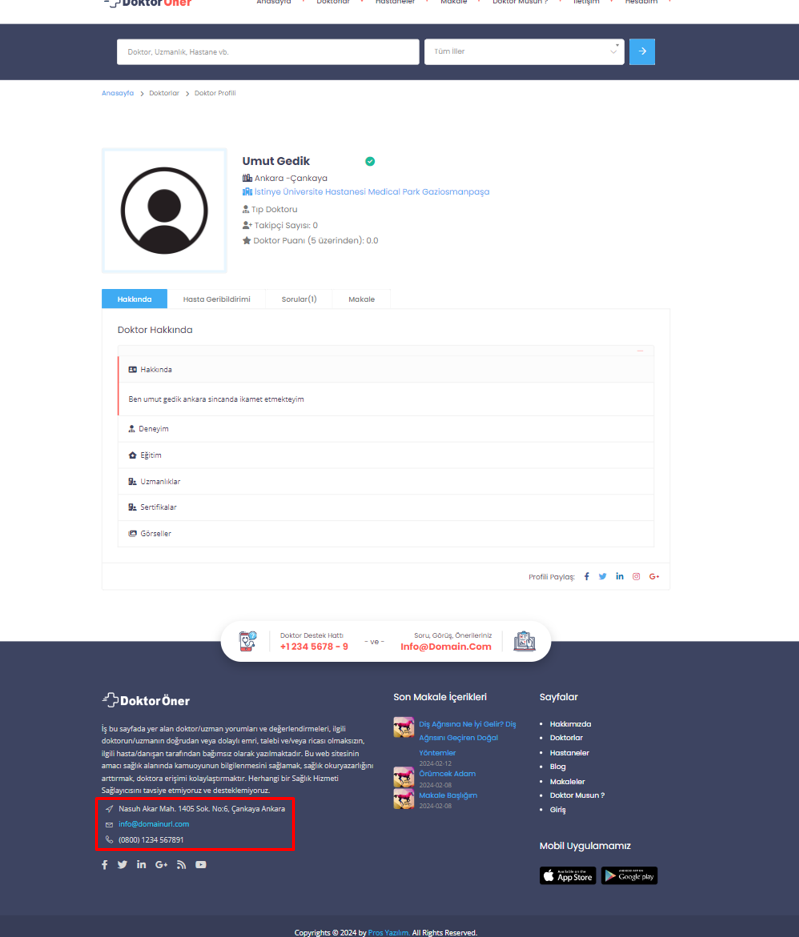 DoktorÖner
Anasayfa Doktorlar Hastaneler Makale Doktor Musun ? İletişim Hesabım
Doktor, Uzmanlık, Hastane vb.
Tüm İller
Anasayfa > Doktorlar > Doktor Profili
Umut Gedik
Ankara -Çankaya
İstinye Üniversite Hastanesi Medical Park Gaziosmanpaşa
Tıp Doktoru
Takipçi Sayısı: 0
Doktor Puanı (5 üzerinden): 0.0
Hakkında
Hasta Geribildirimi
Sorular(1)
Makale
Doktor Hakkında
Hakkında
Ben umut gedik ankara sincanda ikamet etmekteyim
Deneyim
Eğitim
Uzmanlıklar
Sertifikalar
Görseller
Profili Paylaş:
Doktor Destek Hattı
+1 234 5678 - 9
- ve -
Soru, Görüş, Önerileriniz
Info@Domain.Com
DoktorÖner
İş bu sayfada yer alan doktor/uzman yorumları ve değerlendirmeleri, ilgili
doktorun/uzmanın doğrudan veya dolaylı emri, talebi ve/veya ricası olmaksızın,
ilgili hasta/danışan tarafından bağımsız olarak yazılmaktadır. Bu web sitesinin
amacı sağlık alanında kamuoyunun bilgilenmesini sağlamak, sağlık okuryazarlığını
arttırmak, doktora erişimi kolaylaştırmaktır. Herhangi bir Sağlık Hizmeti
Sağlayıcısını tavsiye etmiyoruz ve desteklemiyoruz.
Nasuh Akar Mah. 1405 Sok. No:6, Çankaya Ankara
info@domainurl.com
(0800) 1234 567891
Son Makale İçerikleri
Diş Ağrısına Ne İyi Gelir? Diş
Ağrısını Geçiren Doğal
Yöntemler
2024-02-12
Örümcek Adam
2024-02-08
Makale Başlığım
2024-02-08
Sayfalar
Hakkımızda
Doktorlar
Hastaneler
Blog
Makaleler
Doktor Musun ?
Giriş
Mobil Uygulamamız
App Store
Google play
Copyrights © 2024 by Pros Yazılım. All Rights Reserved.